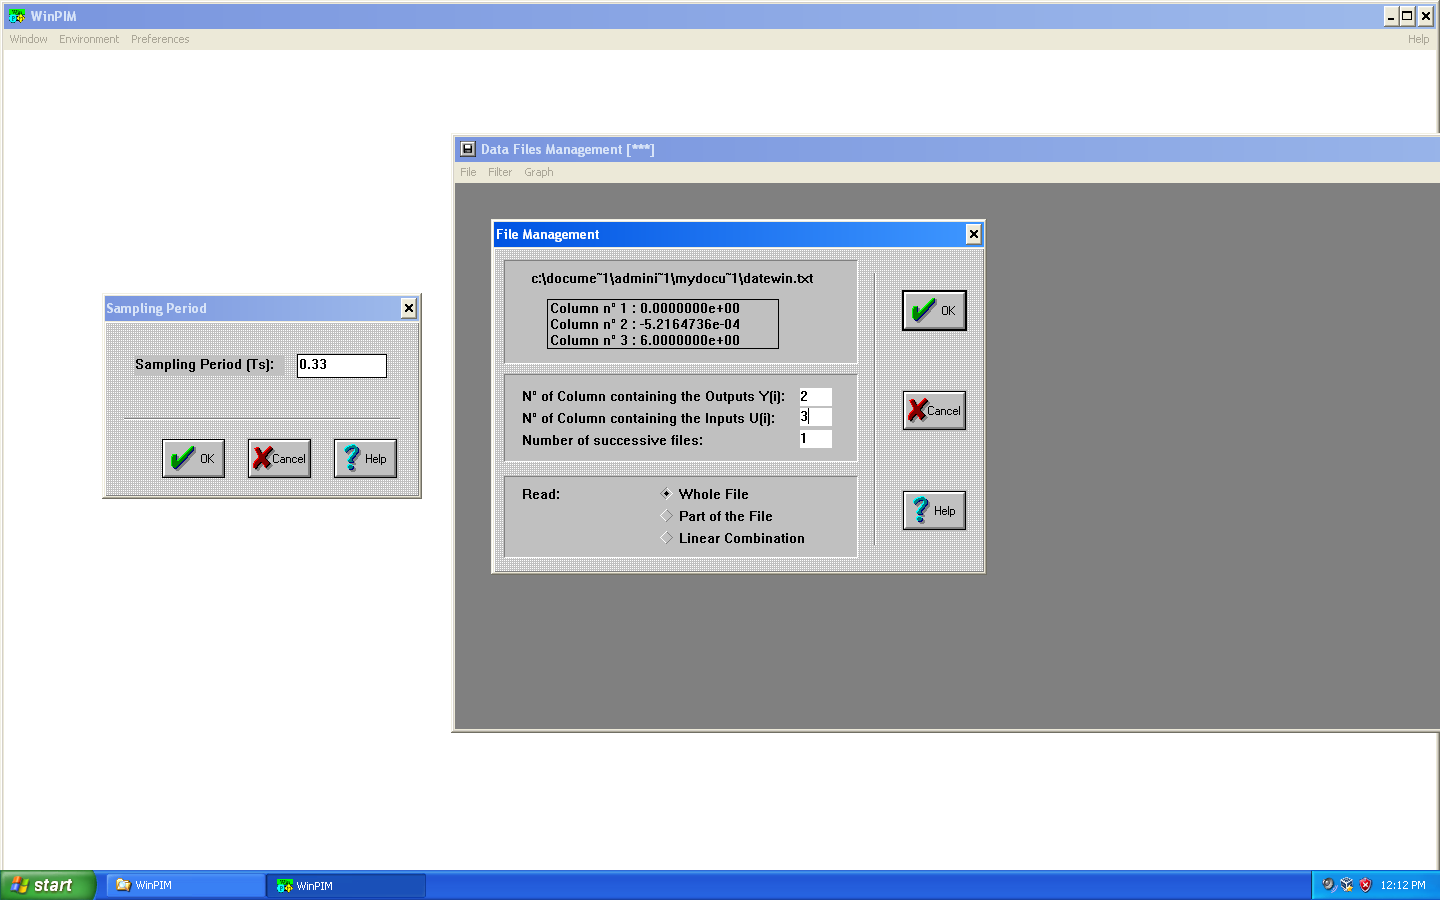 WinPIM
Window Environment Preferences Help
Data Files Management [***]
File Filter Graph
File Management
c:\docume~1\admini~1\mydocu~1\datewin.txt
Column n° 1 : 0.0000000e+00
Column n° 2 : -5.2164736e-04
Column n° 3 : 6.0000000e+00
OK
N° of Column containing the Outputs Y(i): 2
N° of Column containing the Inputs U(i): 3
Number of successive files: 1
Cancel
Read: Whole File
Part of the File
Linear Combination
Help
Sampling Period
Sampling Period (Ts): 0.33
OK Cancel Help
start WinPIM WinPIM 12:12 PM